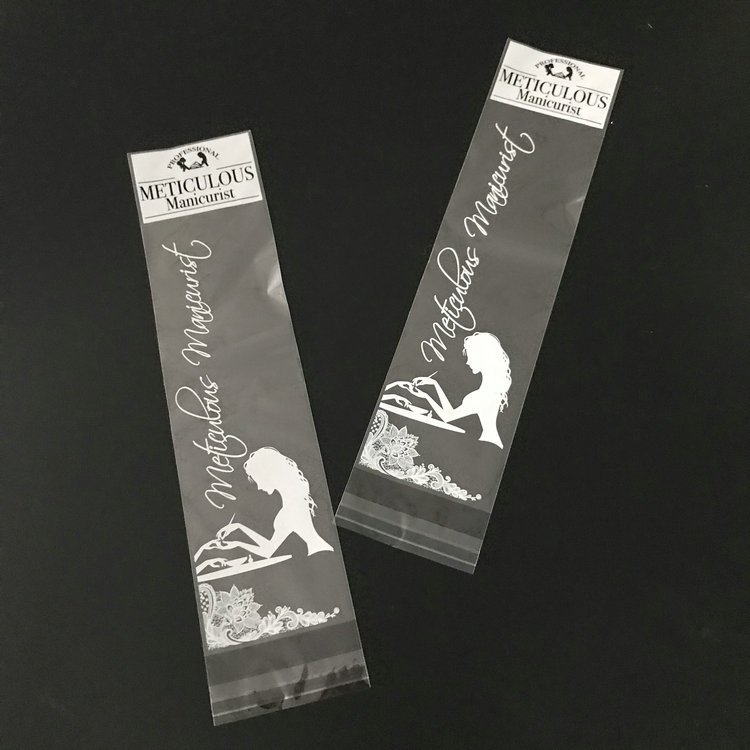 PROFESSIONAL
METICULOUS
Manicurist
Meticulous Manicurist
PROFESSIONAL
METICULOUS
Manicurist
Meticulous Manicurist